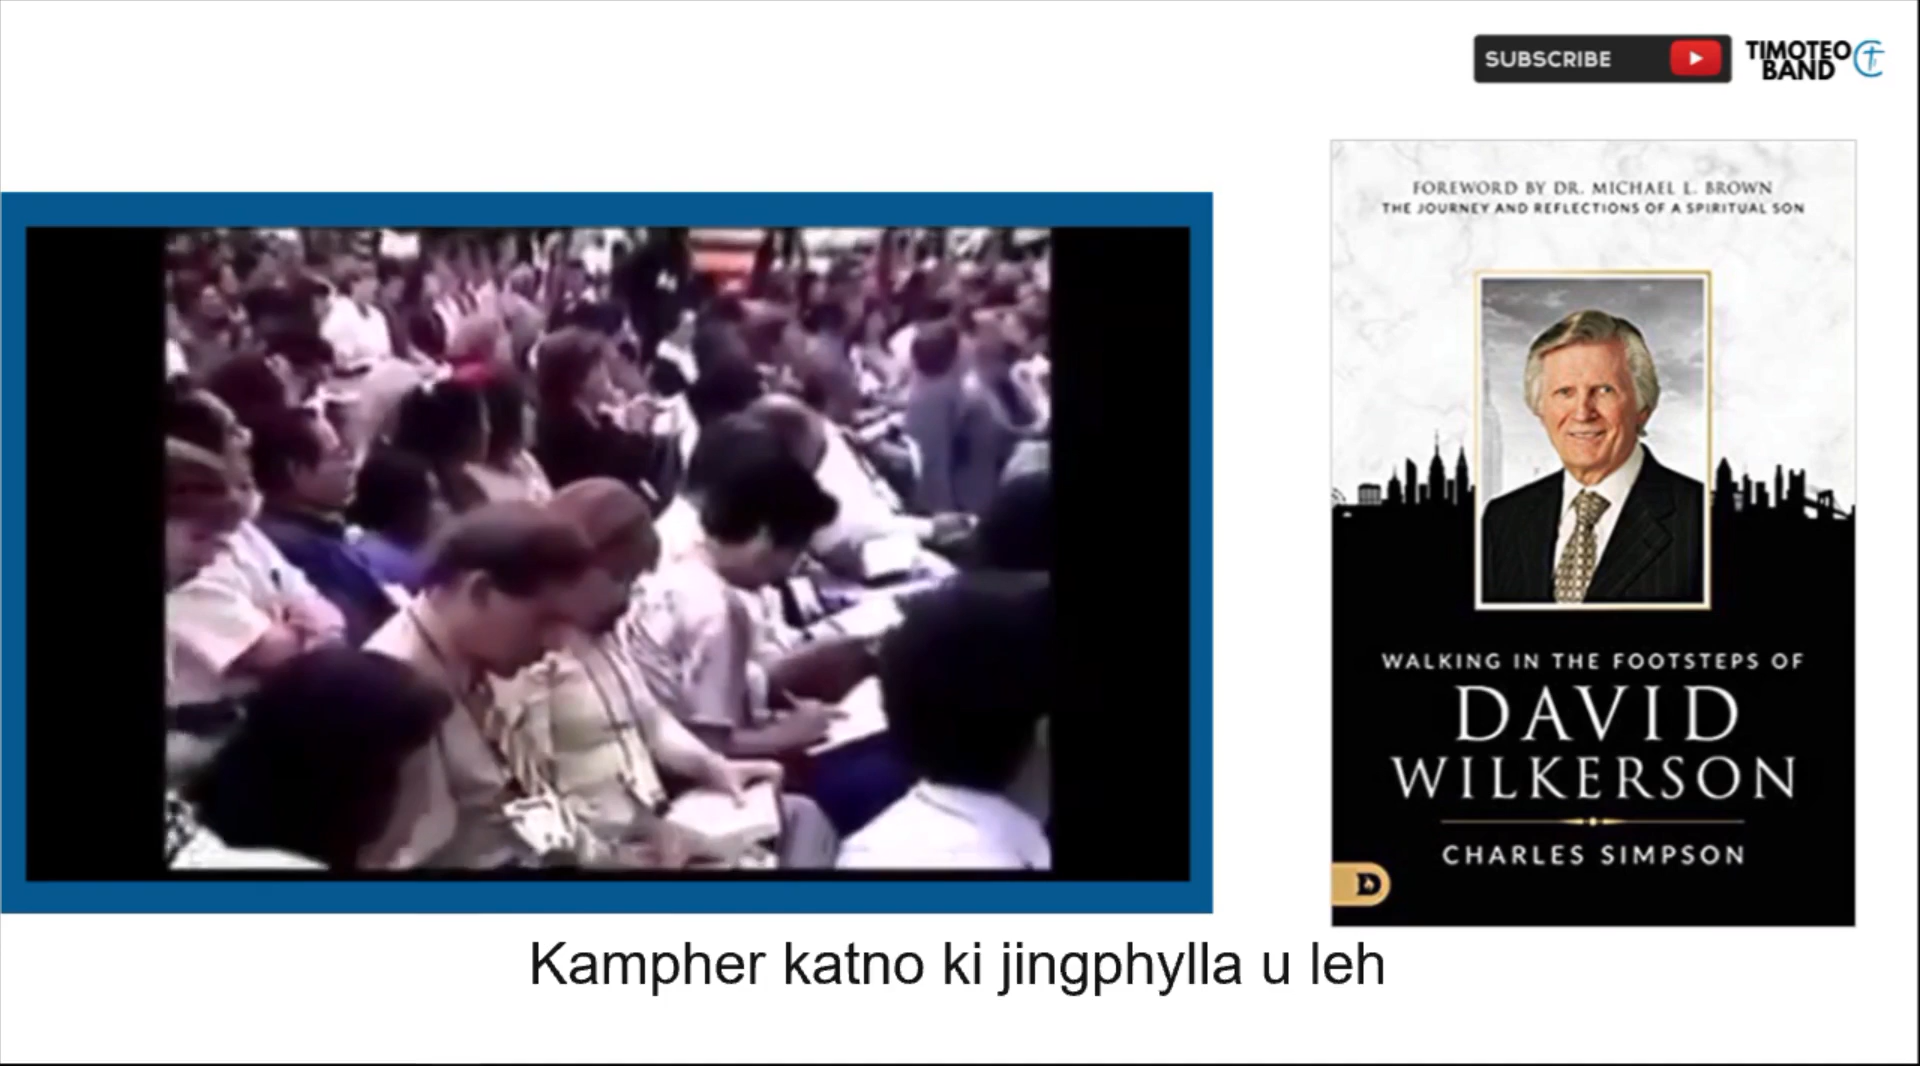 SUBSCRIBE
TIMOTEO
BAND
FOREWORD BY DR. MICHAEL L. BROWN
THE JOURNEY AND REFLECTIONS OF A SPIRITUAL SON
WALKING IN THE FOOTSTEPS OF
DAVID
WILKERSON
CHARLES SIMPSON
D
Kampher katno ki jingphylla u leh